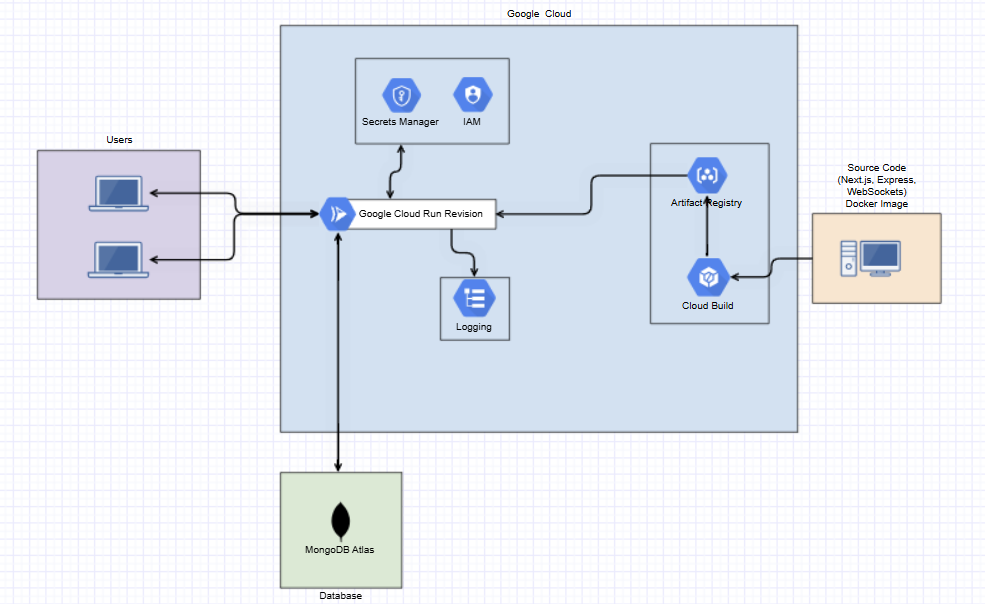 Google Cloud
Secrets Manager
IAM
Users
Source Code
(Next.js, Express,
WebSockets)
Docker Image
Artifact Registry
Google Cloud Run Revision
Cloud Build
Logging
MongoDB Atlas
Database